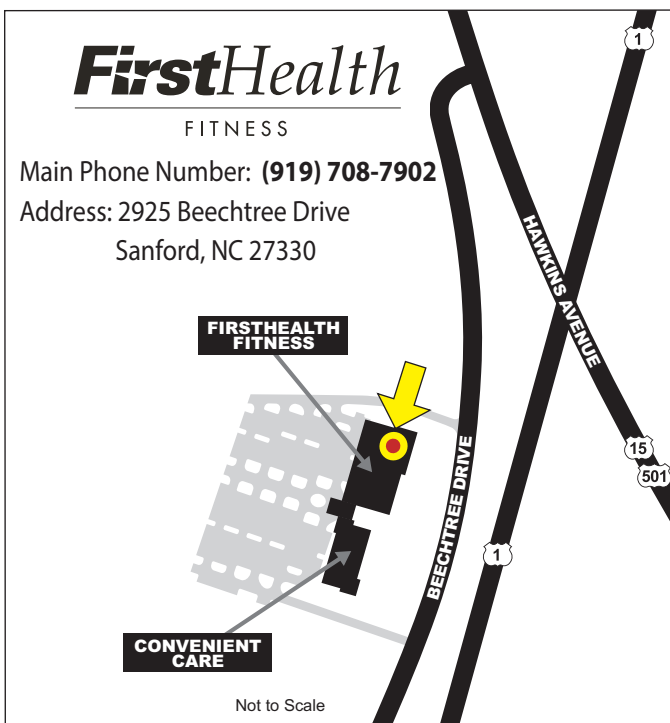 FirstHealth
FITNESS
Main Phone Number: (919) 708-7902
Address: 2925 Beechtree Drive
Sanford, NC 27330
1
HAWKINS AVENUE
FIRSTHEALTH
FITNESS
15
501
BEECHTREE DRIVE
1
CONVENIENT
CARE
Not to Scale